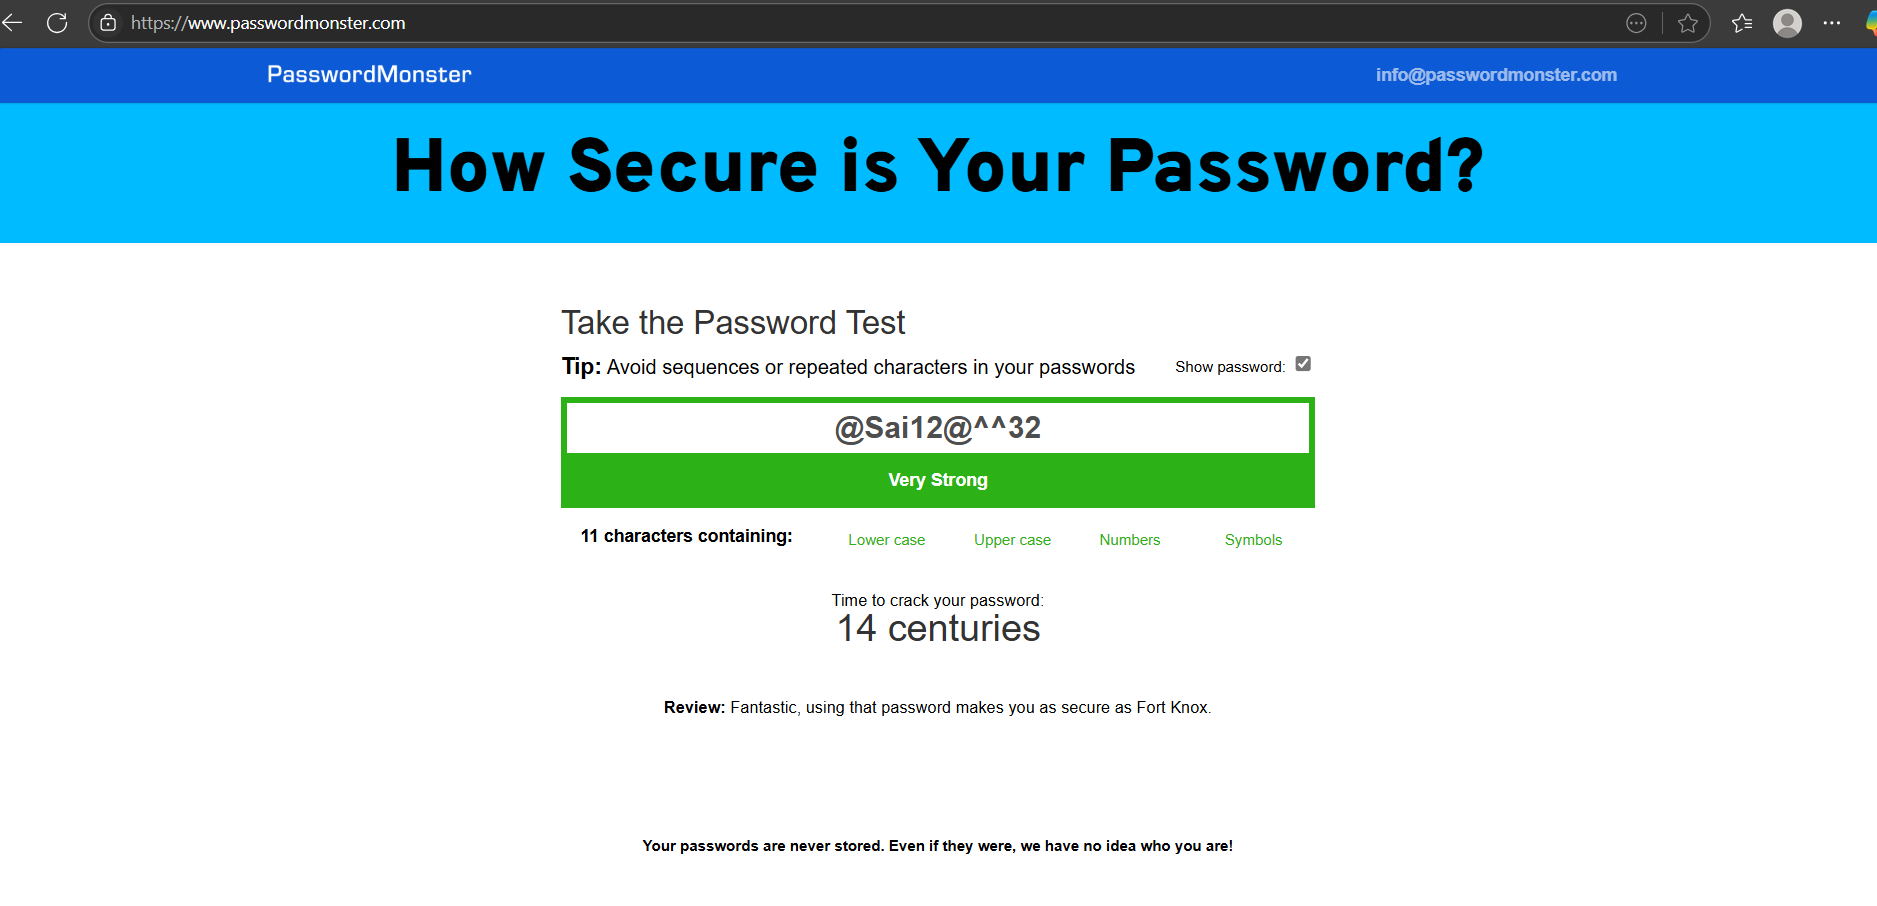 https://www.passwordmonster.com
PasswordMonster info@passwordmonster.com
How Secure is Your Password?
Take the Password Test
Tip: Avoid sequences or repeated characters in your passwords Show password:
@Sai12@^^32
Very Strong
11 characters containing: Lower case Upper case Numbers Symbols
Time to crack your password:
14 centuries
Review: Fantastic, using that password makes you as secure as Fort Knox.
Your passwords are never stored. Even if they were, we have no idea who you are!